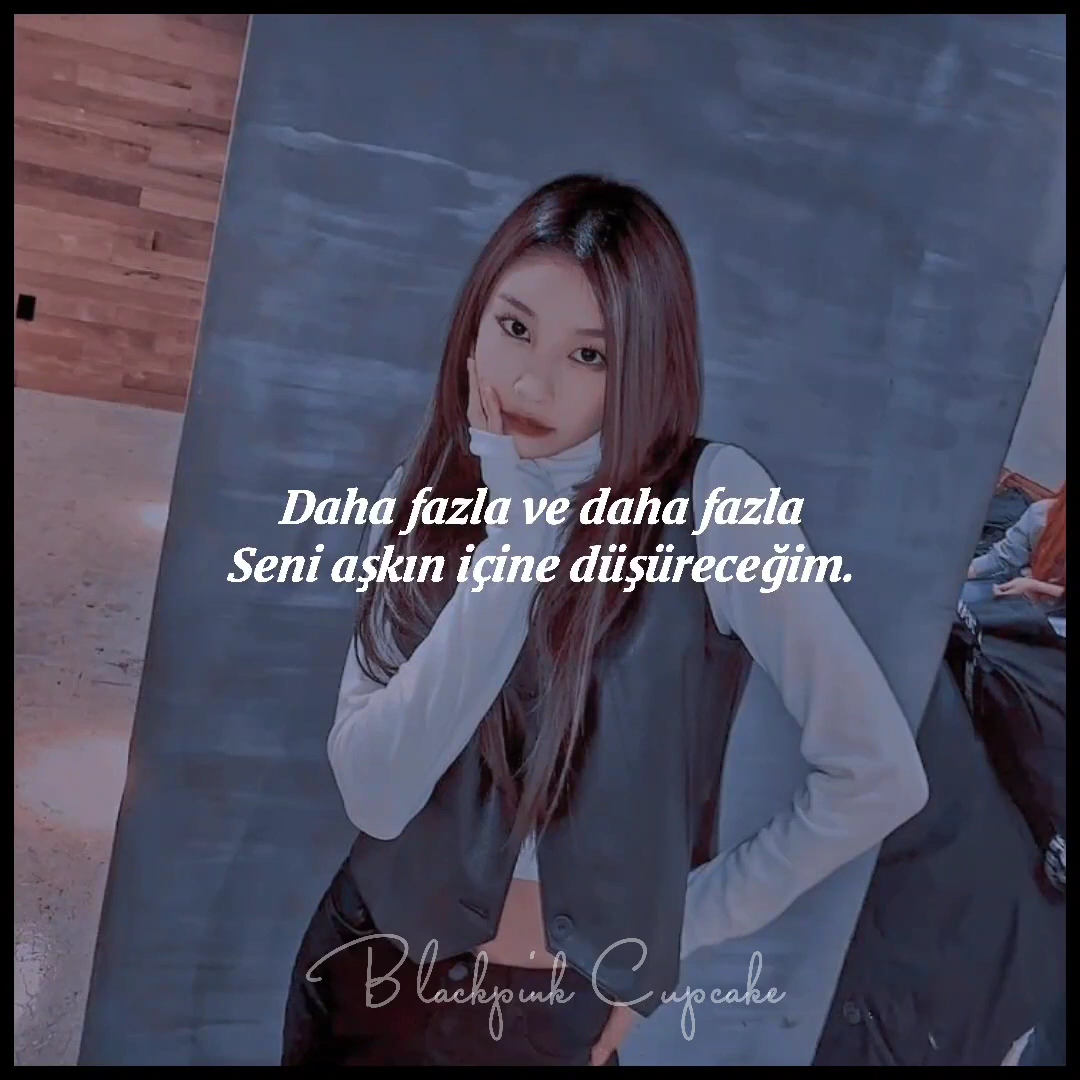 Daha fazla ve daha fazla
Seni aşkın içine düşüreceğim.
Blackpink Cupcake